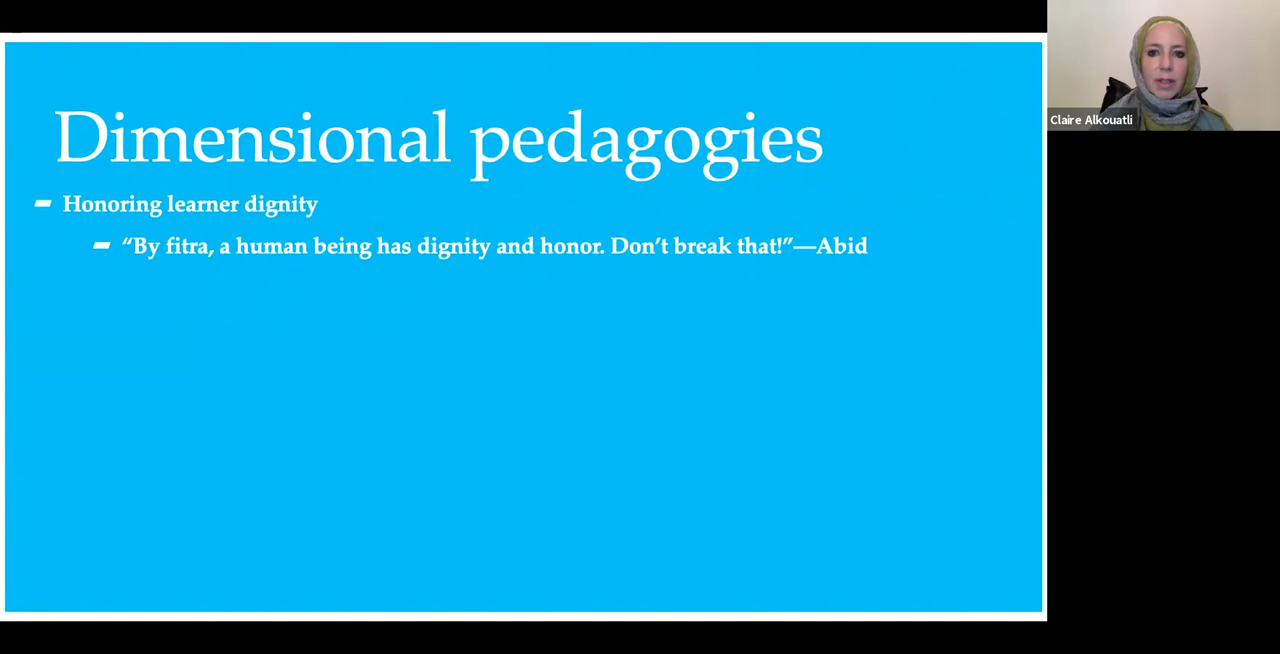 Dimensional pedagogies
Honoring learner dignity
“By fitra, a human being has dignity and honor. Don’t break that!”—Abid
Claire Alkouatli